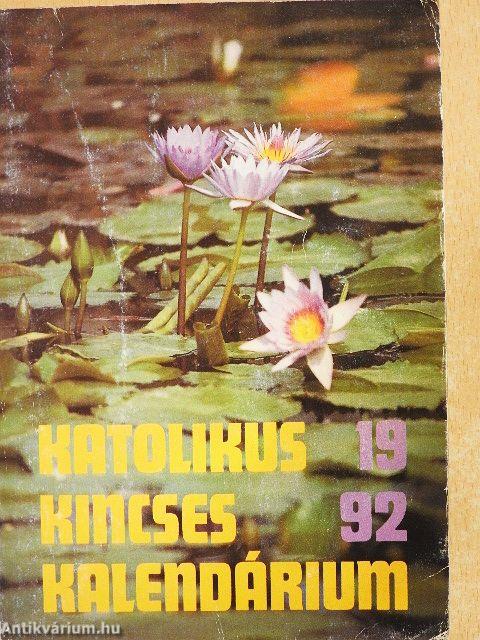 KATOLIKUS 19
KINCSES 92
KALENDÁRIUM
Antikvárium.hu